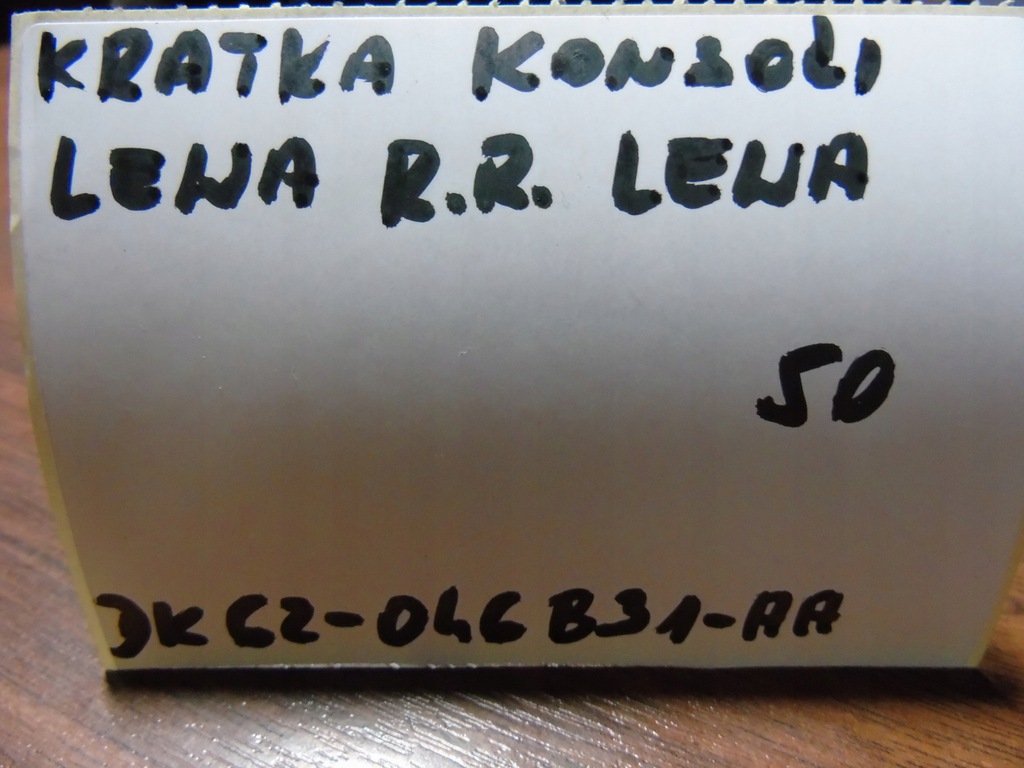 KRATKA KONSOLI
LEWA R.R. LEWA
50
JK62-046B31-AA